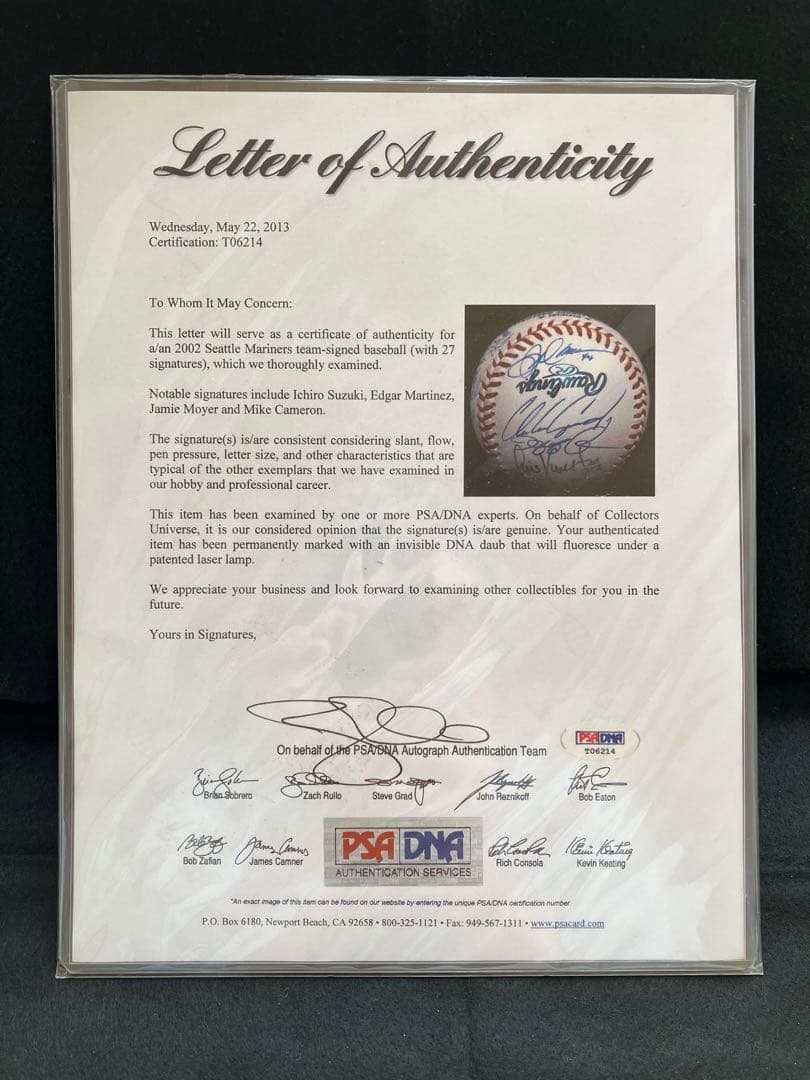 Letter of Authenticity
Wednesday, May 22, 2013
Certification: T06214
To Whom It May Concern:
This letter will serve as a certificate of authenticity for
a/an 2002 Seattle Mariners team-signed baseball (with 27
signatures), which we thoroughly examined.
Notable signatures include Ichiro Suzuki, Edgar Martinez,
Jamie Moyer and Mike Cameron.
The signature(s) is/are consistent considering slant, flow,
pen pressure, letter size, and other characteristics that are
typical of the other exemplars that we have examined in
our hobby and professional career.
Rawlings
This item has been examined by one or more PSA/DNA experts. On behalf of Collectors
Universe, it is our considered opinion that the signature(s) is/are genuine. Your authenticated
item has been permanently marked with an invisible DNA daub that will fluoresce under a
patented laser lamp.
We appreciate your business and look forward to examining other collectibles for you in the
future.
Yours in Signatures,
On behalf of the PSA/DNA Autograph Authentication Team
PSA DNA
T06214
Brian Sobrero Zach Rullo Steve Grad John Reznikoff Bob Eaton
Bob Zafian James Camner Rich Consola Kevin Keating
PSA DNA
AUTHENTICATION SERVICES
"An exact image of this item can be found on our website by entering the unique PSA/DNA certification number.
P.O. Box 6180, Newport Beach, CA 92658 • 800-325-1121 • Fax: 949-567-1311 • www.psacard.com